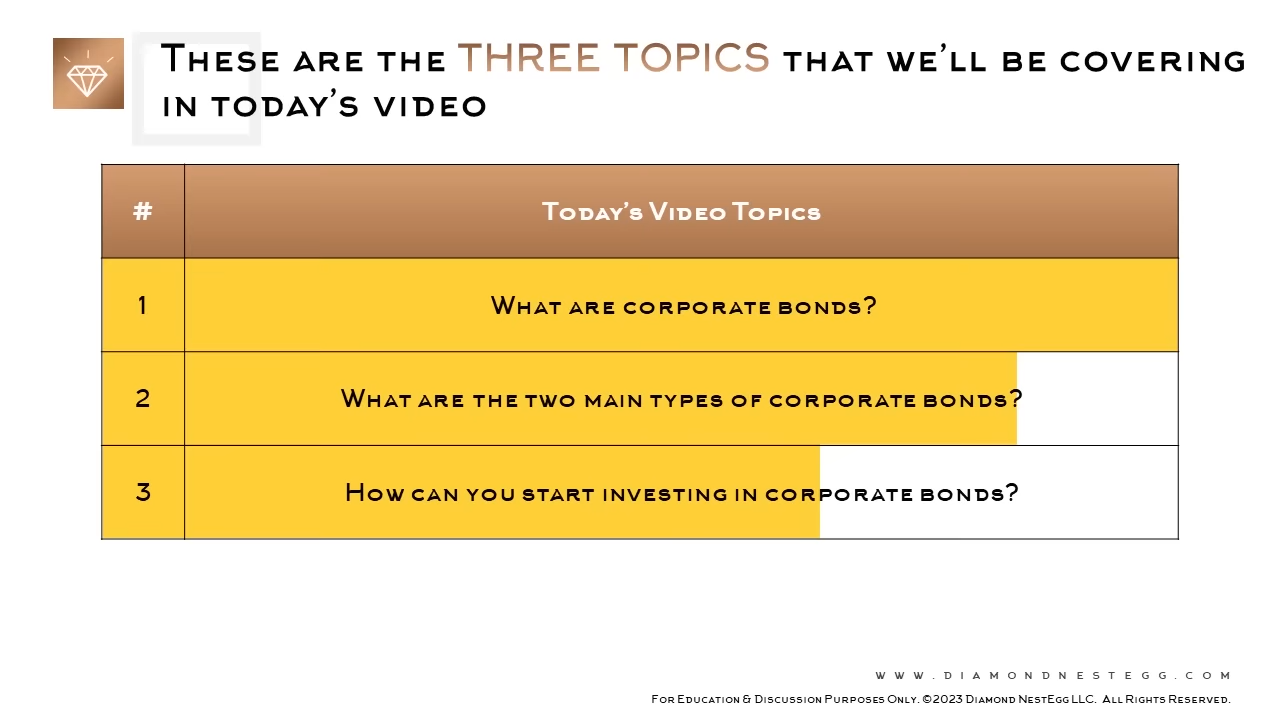 These are the THREE TOPICS that we'll be covering
in today's video
# Today's Video Topics
1 What are corporate bonds?
2 What are the two main types of corporate bonds?
3 How can you start investing in corporate bonds?
WWW.DIAMONDNESTEGG.COM
For Education & Discussion Purposes Only. ©2023 Diamond NestEgg LLC. All Rights Reserved.